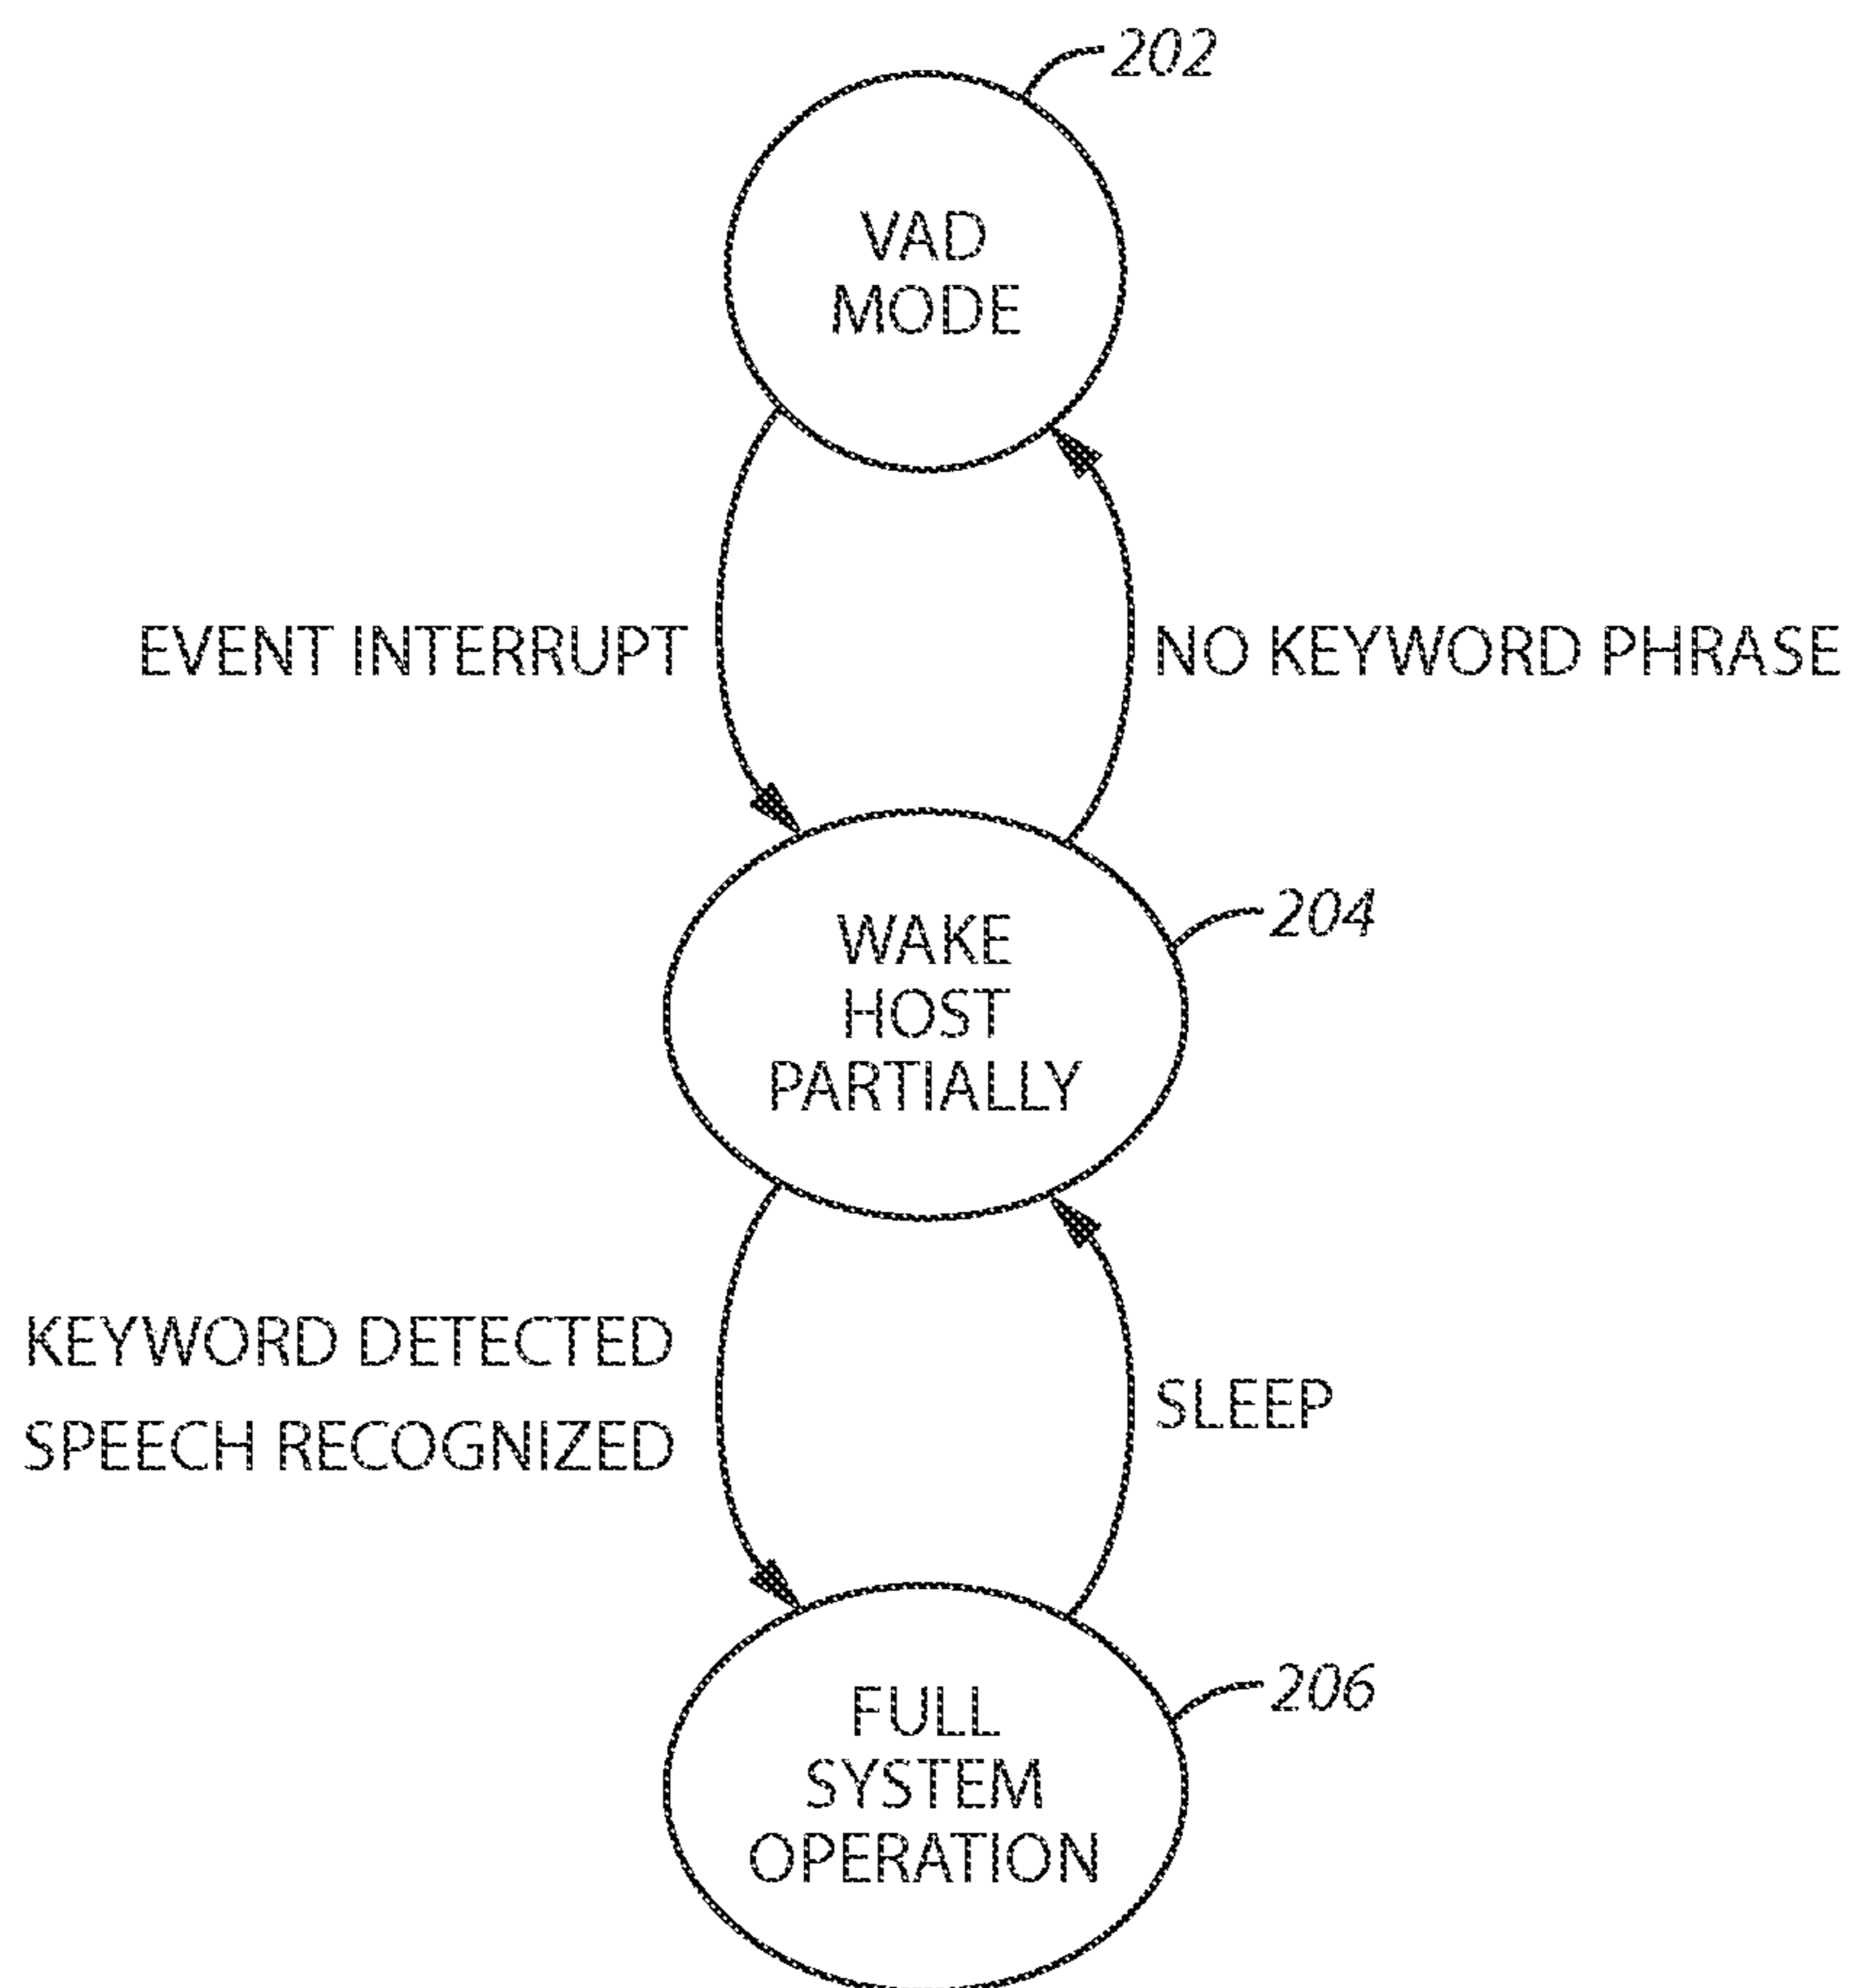 202
VAD
MODE
EVENT INTERRUPT
NO KEYWORD PHRASE
204
WAKE
HOST
PARTIALLY
KEYWORD DETECTED
SPEECH RECOGNIZED
SLEEP
206
FULL
SYSTEM
OPERATION